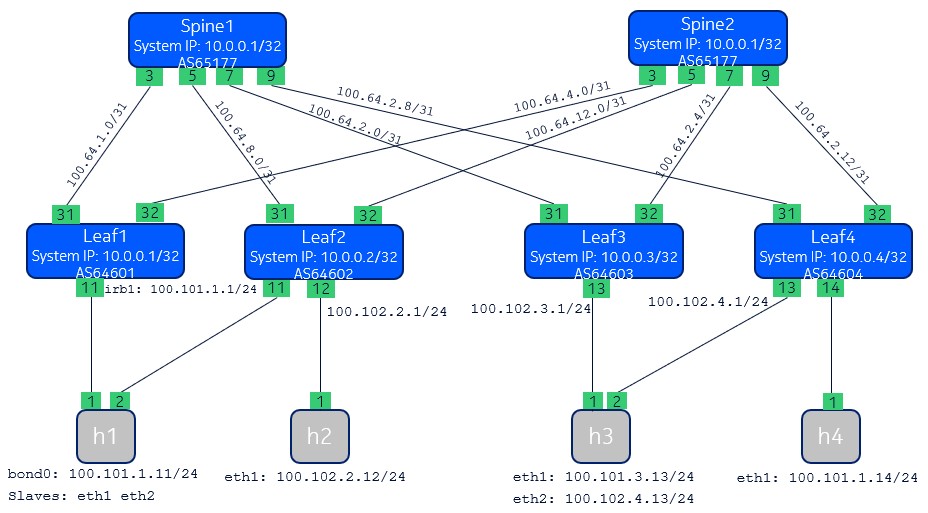 Spine1
System IP: 10.0.0.1/32
AS65177
3 5 7 9
Spine2
System IP: 10.0.0.1/32
AS65177
3 5 7 9
100.64.1.0/31
100.64.8.0/31
100.64.2.0/31
100.64.2.8/31
100.64.4.0/31
100.64.12.0/31
100.64.2.4/31
100.64.2.12/31
31 32
Leaf1
System IP: 10.0.0.1/32
AS64601
11
irb1: 100.101.1.1/24
31 32
Leaf2
System IP: 10.0.0.2/32
AS64602
11 12
100.102.2.1/24
31 32
Leaf3
System IP: 10.0.0.3/32
AS64603
13
100.102.3.1/24
31 32
Leaf4
System IP: 10.0.0.4/32
AS64604
13 14
100.102.4.1/24
1 2
h1
bond0: 100.101.1.11/24
Slaves: eth1 eth2
1
h2
eth1: 100.102.2.12/24
1 2
h3
eth1: 100.101.3.13/24
eth2: 100.102.4.13/24
1
h4
eth1: 100.101.1.14/24